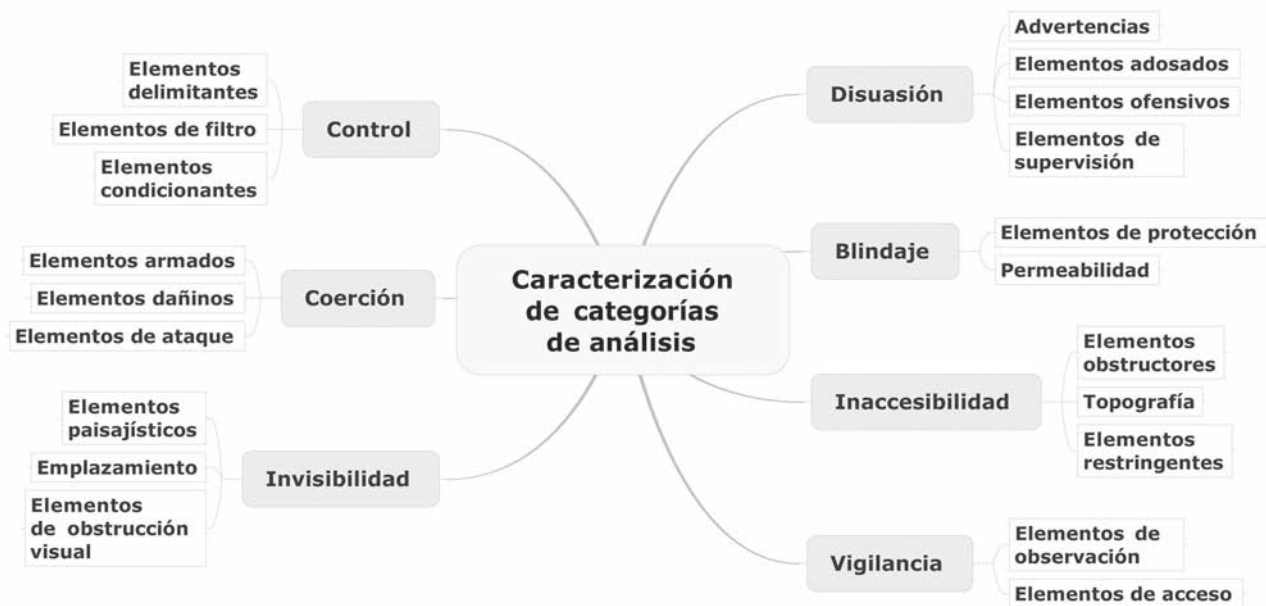 Caracterización
de categorías
de análisis
Control
Elementos
delimitantes
Elementos de filtro
Elementos
condicionantes
Coerción
Elementos armados
Elementos dañinos
Elementos de ataque
Invisibilidad
Elementos
paisajísticos
Emplazamiento
Elementos
de obstrucción
visual
Disuasión
Advertencias
Elementos adosados
Elementos ofensivos
Elementos de
supervisión
Blindaje
Elementos de protección
Permeabilidad
Inaccesibilidad
Elementos
obstructores
Topografía
Elementos
restringentes
Vigilancia
Elementos de
observación
Elementos de acceso